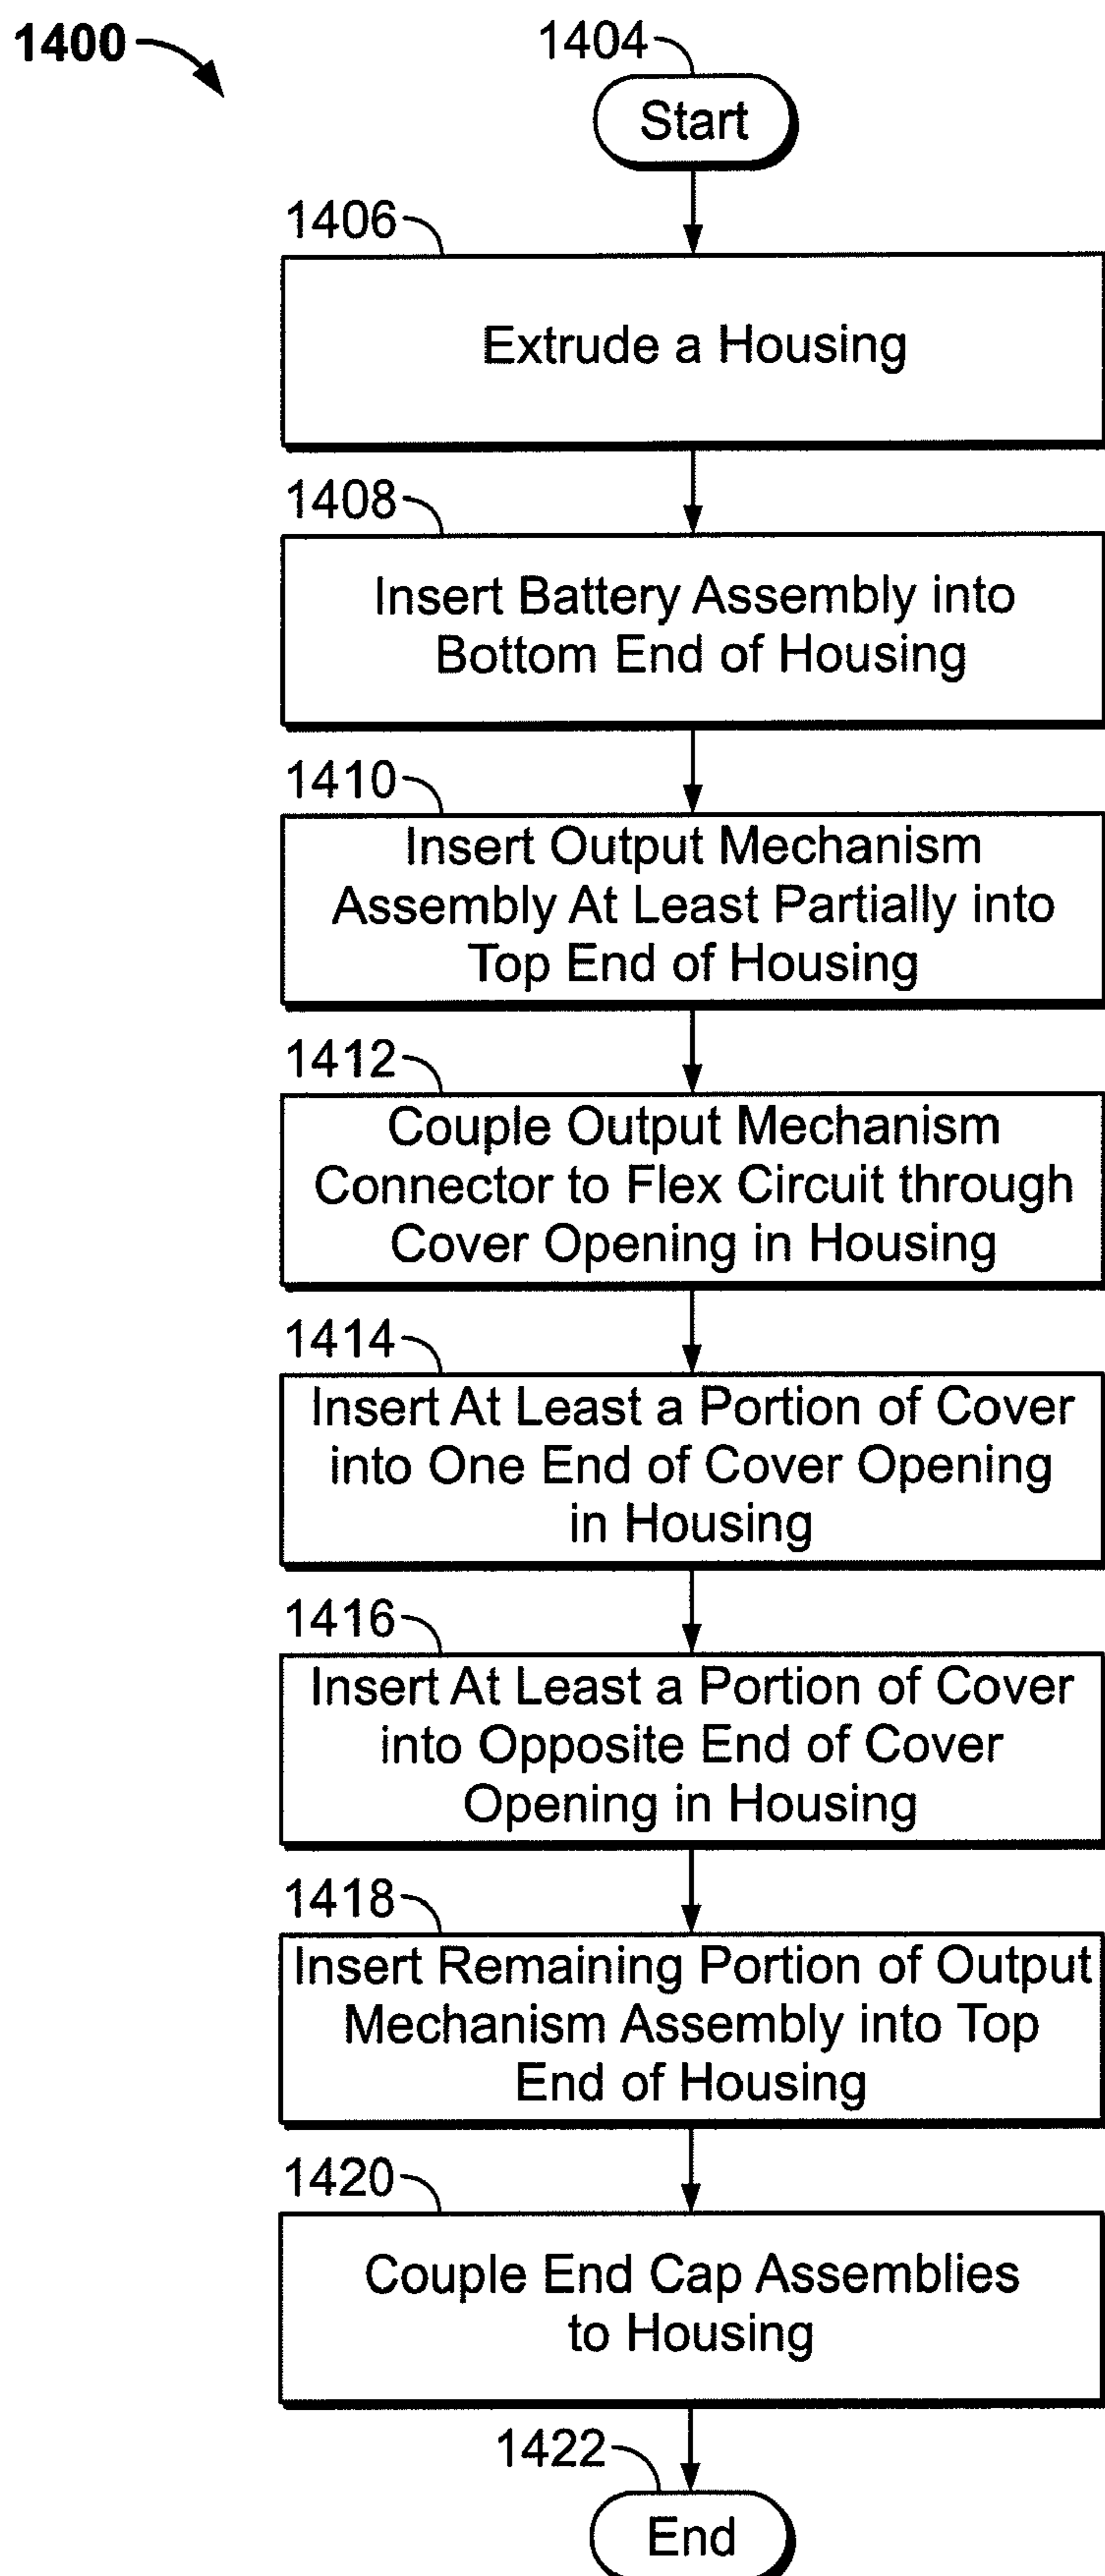 1400
1404
Start
1406
Extrude a Housing
1408
Insert Battery Assembly into
Bottom End of Housing
1410
Insert Output Mechanism
Assembly At Least Partially into
Top End of Housing
1412
Couple Output Mechanism
Connector to Flex Circuit through
Cover Opening in Housing
1414
Insert At Least a Portion of Cover
into One End of Cover Opening
in Housing
1416
Insert At Least a Portion of Cover
into Opposite End of Cover
Opening in Housing
1418
Insert Remaining Portion of Output
Mechanism Assembly into Top
End of Housing
1420
Couple End Cap Assemblies
to Housing
1422
End